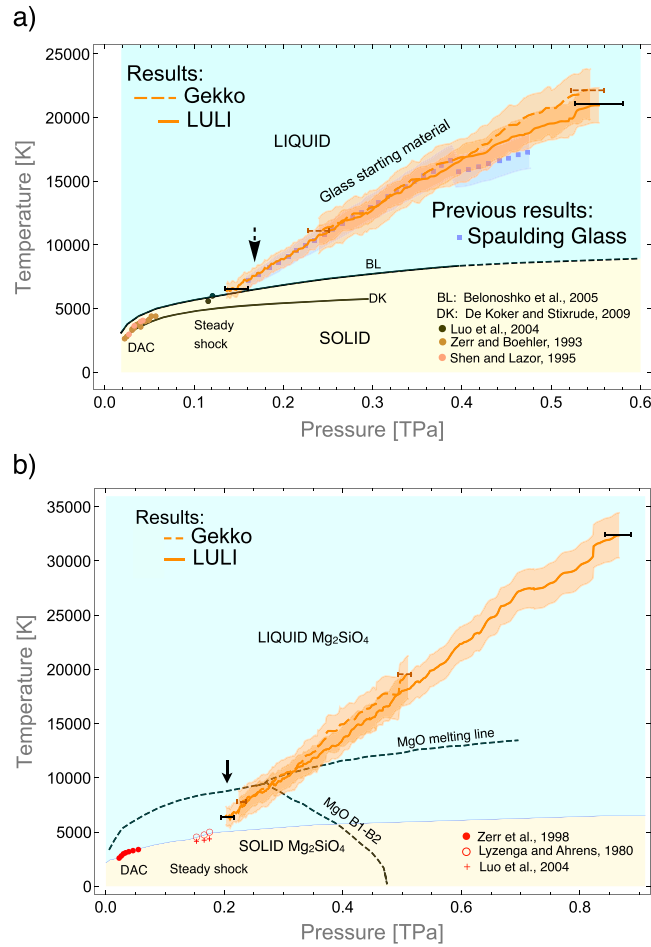 a)
Temperature [K]
25000
20000
15000
10000
5000
0
Results:
Gekko
LULI
LIQUID
Glass starting material
Previous results:
Spaulding Glass
BL
DK
BL: Belonoshko et al., 2005
DK: De Koker and Stixrude, 2009
Luo et al., 2004
Zerr and Boehler, 1993
Shen and Lazor, 1995
DAC
Steady
shock
SOLID
0.0 0.1 0.2 0.3 0.4 0.5 0.6
Pressure [TPa]
b)
Temperature [K]
35000
30000
25000
20000
15000
10000
5000
0
Results:
Gekko
LULI
LIQUID Mg₂SiO₄
MgO melting line
MgO B1-B2
SOLID Mg₂SiO₄
DAC
Steady shock
Zerr et al., 1998
Lyzenga and Ahrens, 1980
Luo et al., 2004
0.0 0.2 0.4 0.6 0.8
Pressure [TPa]